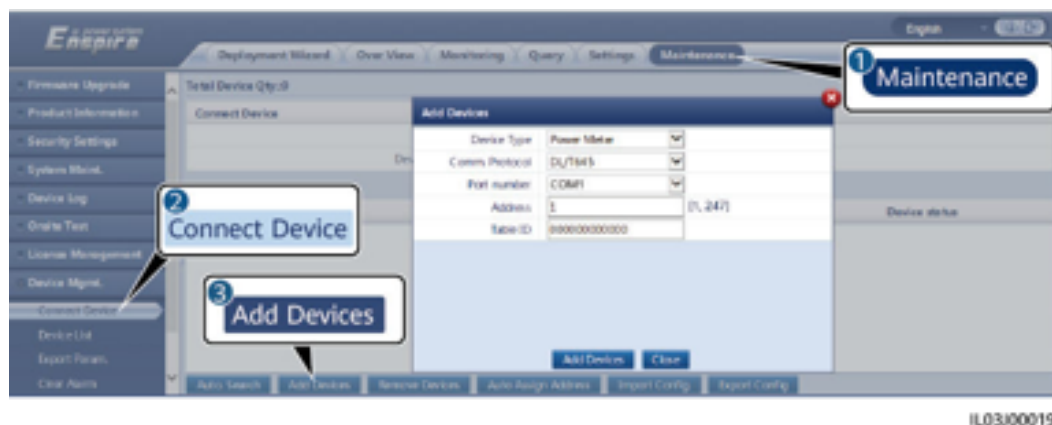 Enspire
English
Deployment Wizard Over View Monitoring Query Settings Maintenance
1 Maintenance
Firmware Upgrade
Total Device Qty:0
Product Information
Connect Device
Add Devices
Security Settings
Device Type Power Meter
System Maint.
Comm. Protocol DL/T645
Port number COM1
Device Log
Address 1 [1, 247]
Device status
Onsite Test
Table ID 000000000000
2 Connect Device
License Management
Device Mgmt.
3 Add Devices
Connect Device
Device List
Export Param.
Add Devices Close
Clear Alarm
Auto Search Add Devices Remove Devices Auto Assign Address Import Config Export Config
IL03J00019